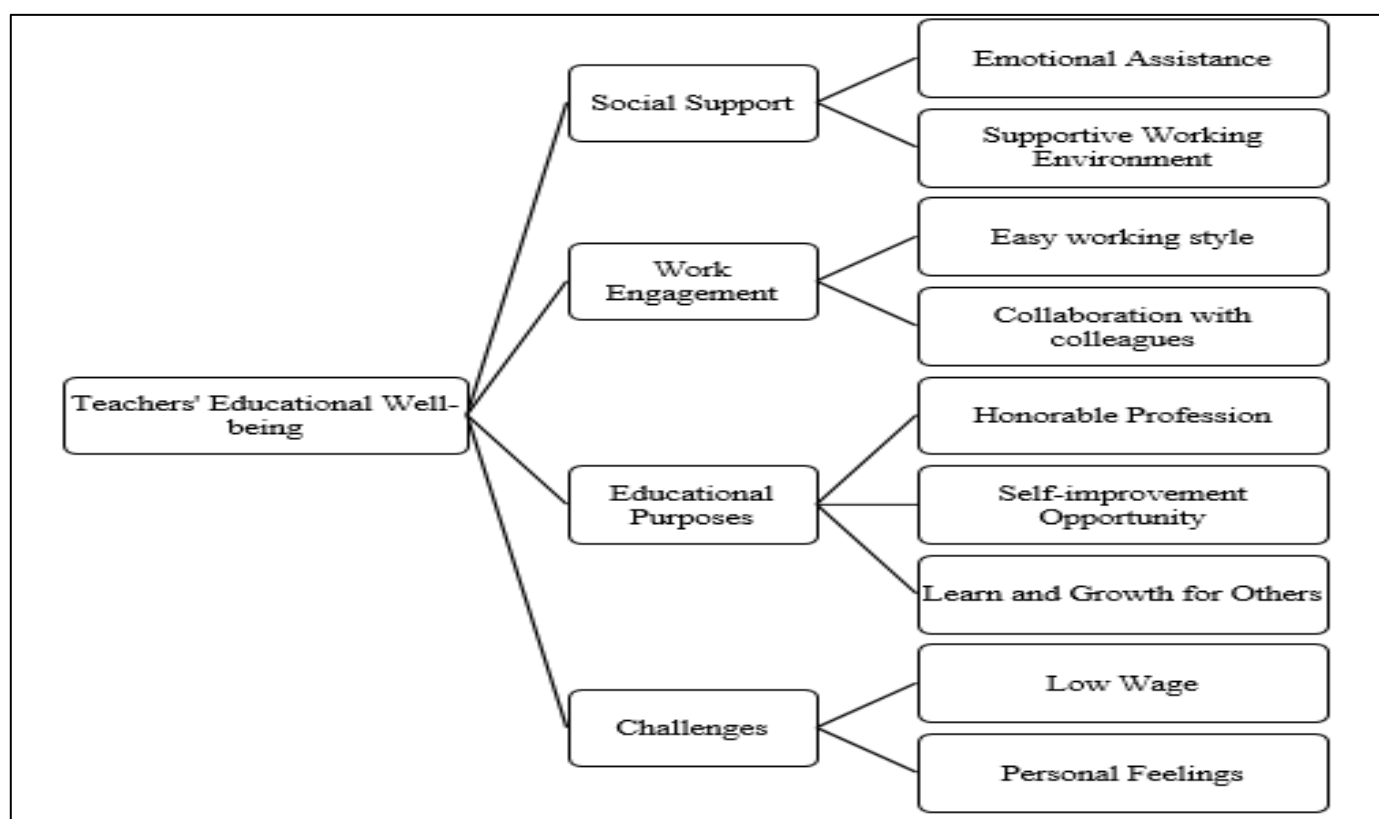 Emotional Assistance
Social Support
Supportive Working
Environment
Easy working style
Work
Engagement
Collaboration with
colleagues
Teachers' Educational Well-
being
Honorable Profession
Educational
Purposes
Self-improvement
Opportunity
Learn and Growth for Others
Low Wage
Challenges
Personal Feelings